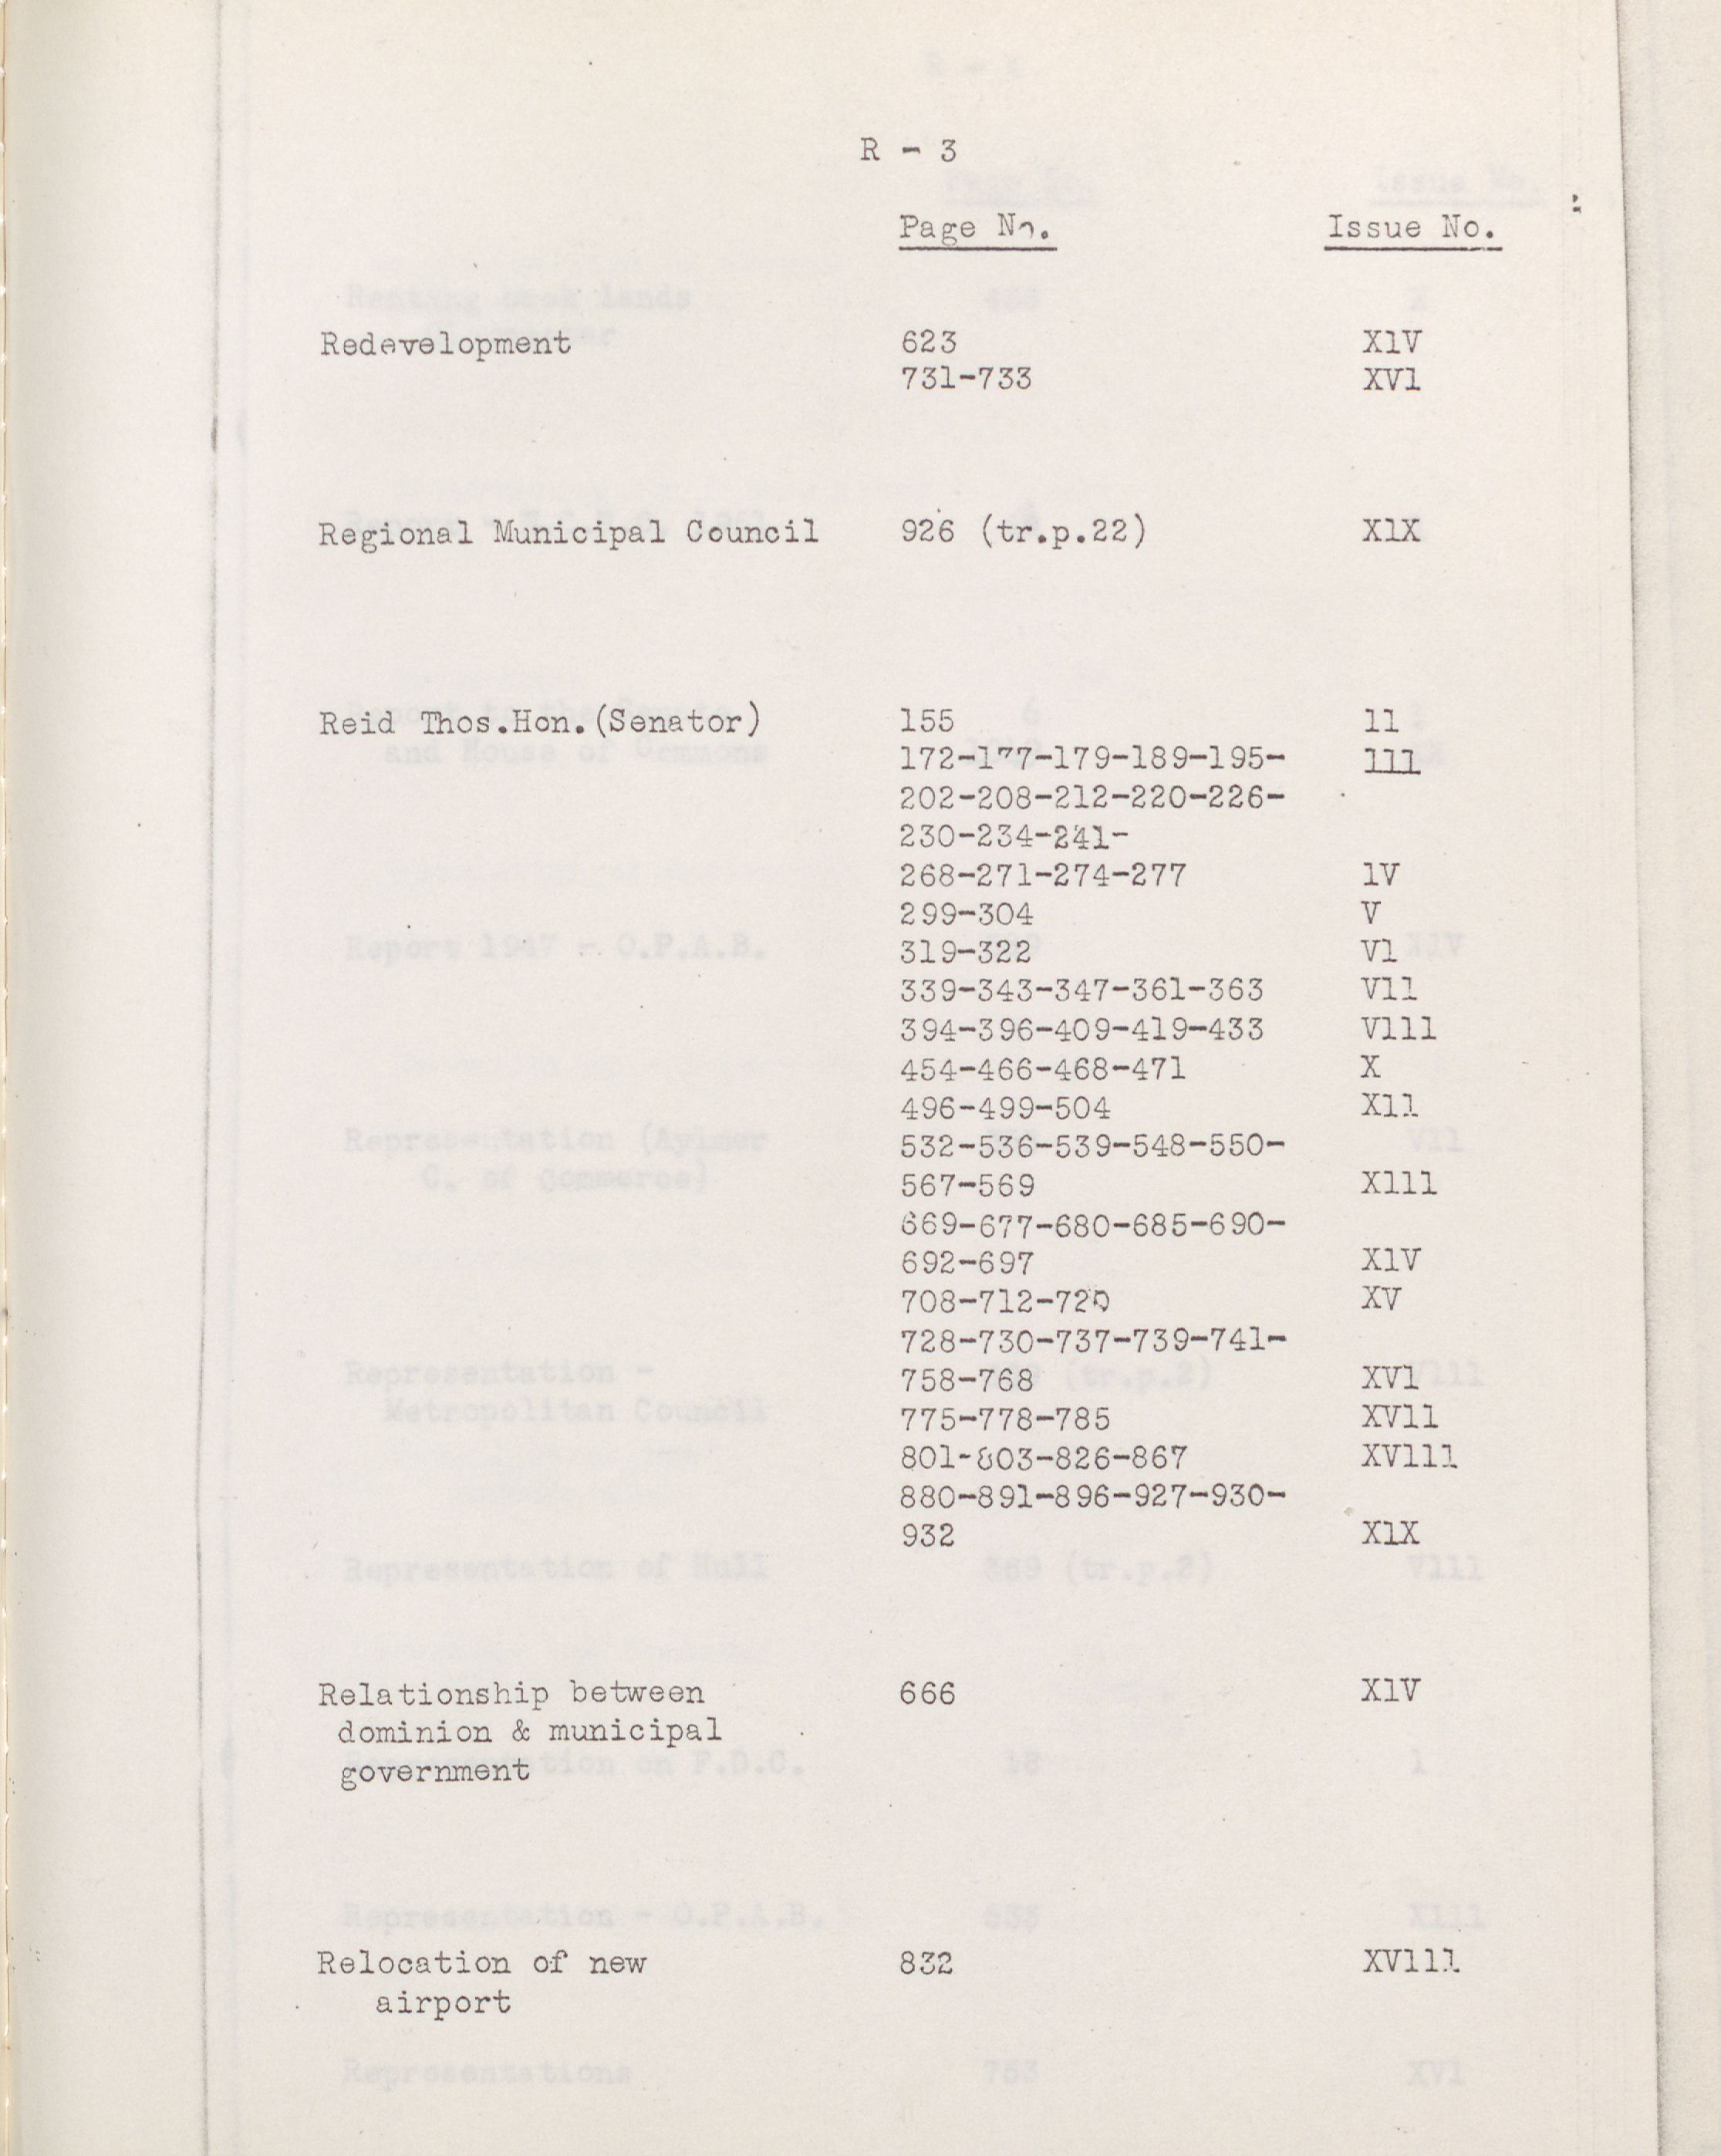 R - 3
Page No. Issue No.
Redevelopment 623 X1V
731-733 XV1
Regional Municipal Council 926 (tr.p.22) X1X
Reid Thos.Hon.(Senator) 155 11
172-177-179-189-195- 111
202-208-212-220-226-
230-234-241-
268-271-274-277 1V
299-304 V
319-322 V1
339-343-347-361-363 V11
394-396-409-419-433 V111
454-466-468-471 X
496-499-504 X11
532-536-539-548-550-
567-569 X111
669-677-680-685-690-
692-697 X1V
708-712-720 XV
728-730-737-739-741-
758-768 XV1
775-778-785 XV11
801-803-826-867 XV111
880-891-896-927-930-
932 X1X
Relationship between 666 X1V
dominion & municipal
government
Relocation of new 832 XV111
airport